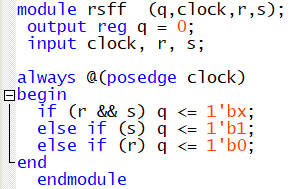 module rsff (q,clock,r,s);
output reg q = 0;
input clock, r, s;
always @(posedge clock)
begin
if (r && s) q <= 1'bx;
else if (s) q <= 1'b1;
else if (r) q <= 1'b0;
end
endmodule